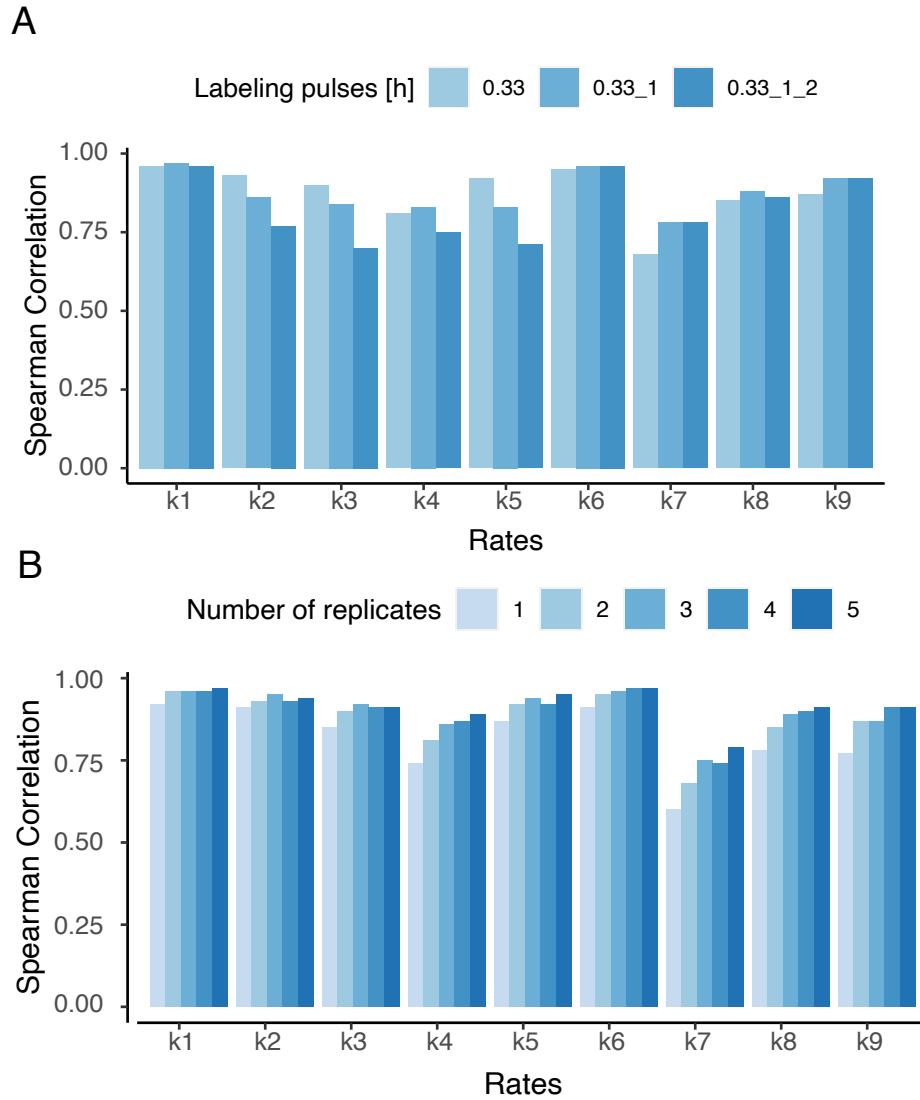 A
Labeling pulses [h] 0.33 0.33_1 0.33_1_2
1.00
0.75
0.50
0.25
0.00
Spearman Correlation
k1 k2 k3 k4 k5 k6 k7 k8 k9
Rates
B
Number of replicates 1 2 3 4 5
1.00
0.75
0.50
0.25
0.00
Spearman Correlation
k1 k2 k3 k4 k5 k6 k7 k8 k9
Rates